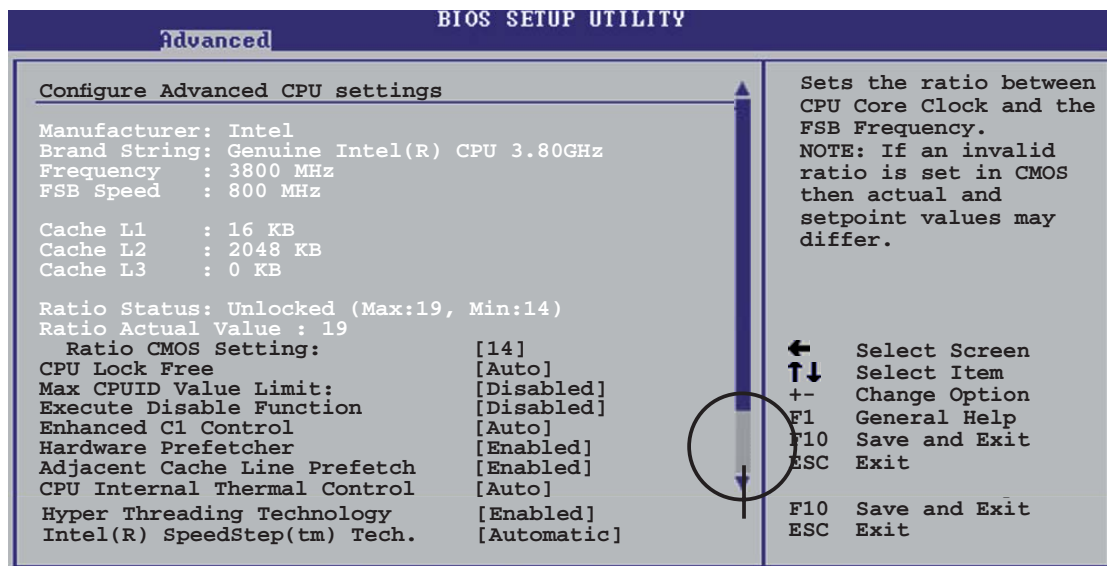 BIOS SETUP UTILITY
Advanced
Configure Advanced CPU settings
Manufacturer: Intel
Brand String: Genuine Intel(R) CPU 3.80GHz
Frequency : 3800 MHz
FSB Speed : 800 MHz
Cache L1 : 16 KB
Cache L2 : 2048 KB
Cache L3 : 0 KB
Ratio Status: Unlocked (Max:19, Min:14)
Ratio Actual Value : 19
Ratio CMOS Setting: [14]
CPU Lock Free [Auto]
Max CPUID Value Limit: [Disabled]
Execute Disable Function [Disabled]
Enhanced C1 Control [Auto]
Hardware Prefetcher [Enabled]
Adjacent Cache Line Prefetch [Enabled]
CPU Internal Thermal Control [Auto]
Hyper Threading Technology [Enabled]
Intel(R) SpeedStep(tm) Tech. [Automatic]
Sets the ratio between
CPU Core Clock and the
FSB Frequency.
NOTE: If an invalid
ratio is set in CMOS
then actual and
setpoint values may
differ.
← Select Screen
↑↓ Select Item
+- Change Option
F1 General Help
F10 Save and Exit
ESC Exit
F10 Save and Exit
ESC Exit